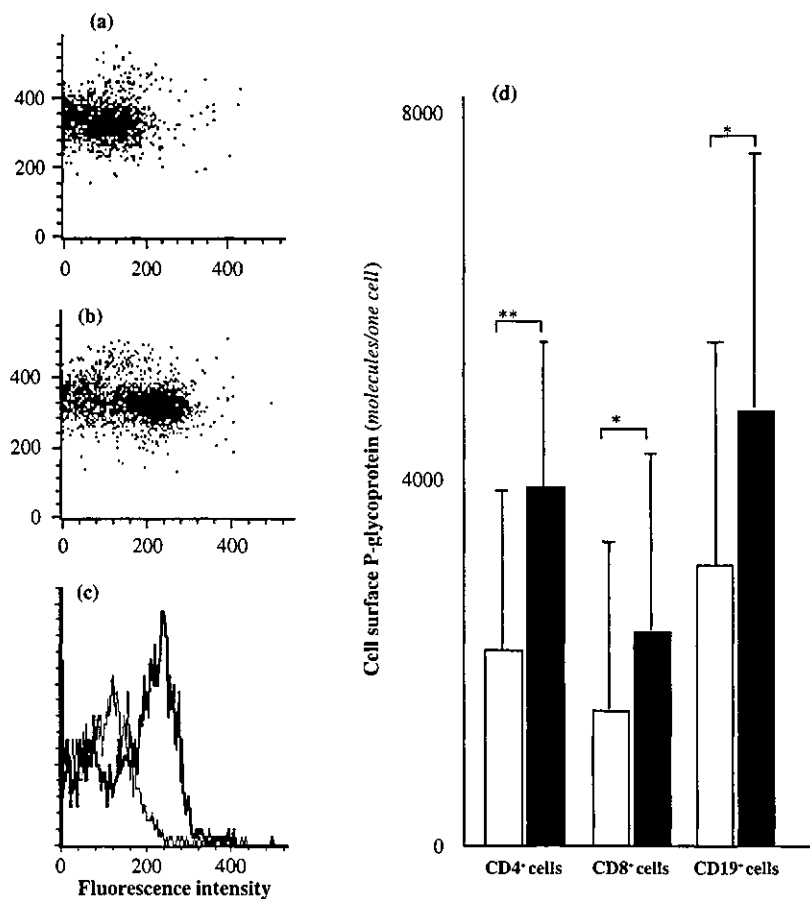 (a)
400
200
0
0 200 400
(b)
400
200
0
0 200 400
(c)
0 200 400
Fluorescence intensity
(d)
Cell surface P-glycoprotein (molecules/one cell)
8000
4000
0
**
*
*
CD4+ cells CD8+ cells CD19+ cells